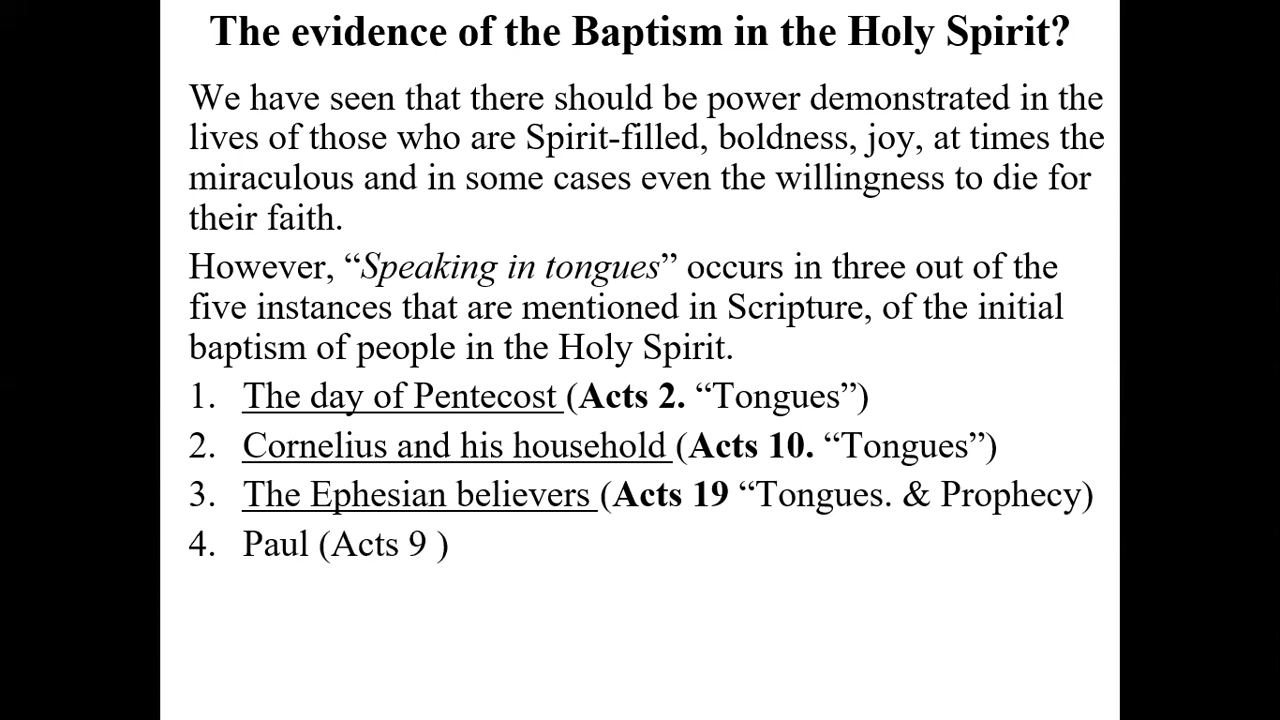 The evidence of the Baptism in the Holy Spirit?
We have seen that there should be power demonstrated in the
lives of those who are Spirit-filled, boldness, joy, at times the
miraculous and in some cases even the willingness to die for
their faith.
However, “Speaking in tongues” occurs in three out of the
five instances that are mentioned in Scripture, of the initial
baptism of people in the Holy Spirit.
1. The day of Pentecost (Acts 2. “Tongues”)
2. Cornelius and his household (Acts 10. “Tongues”)
3. The Ephesian believers (Acts 19 “Tongues. & Prophecy)
4. Paul (Acts 9 )